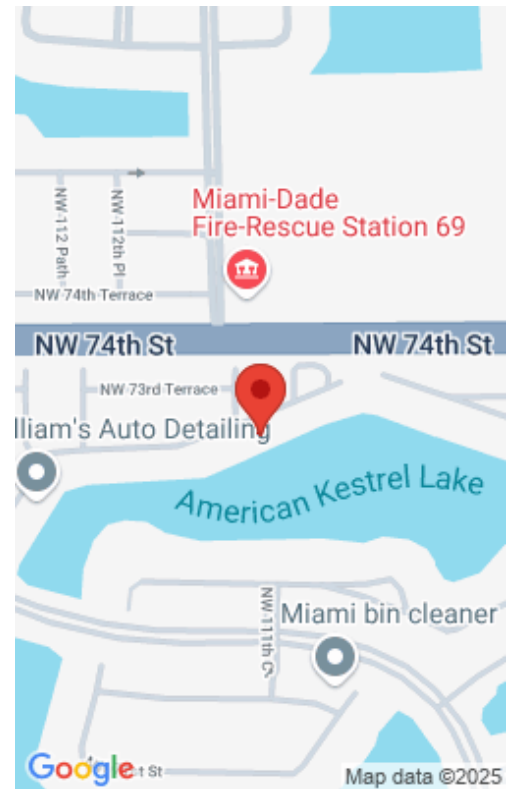 NW 112 Path
NW 112th Pl
Miami-Dade
Fire-Rescue Station 69
NW 74th Terrace
NW 74th St
NW 74th St
NW 73rd Terrace
lliam's Auto Detailing
American Kestrel Lake
NW 111th C
Miami bin cleaner
Google
t St
Map data ©2025